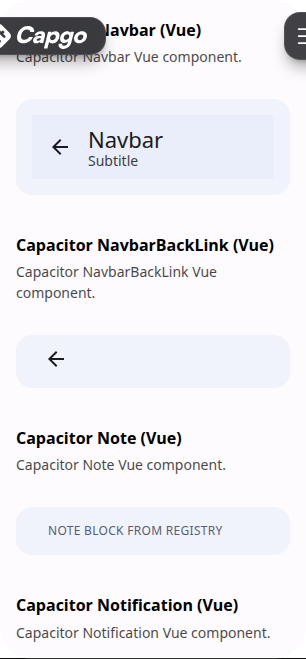 Capgo
Navbar (Vue)
Capacitor Navbar Vue component.
Navbar
Subtitle
Capacitor NavbarBackLink (Vue)
Capacitor NavbarBackLink Vue
component.
Capacitor Note (Vue)
Capacitor Note Vue component.
NOTE BLOCK FROM REGISTRY
Capacitor Notification (Vue)
Capacitor Notification Vue component.